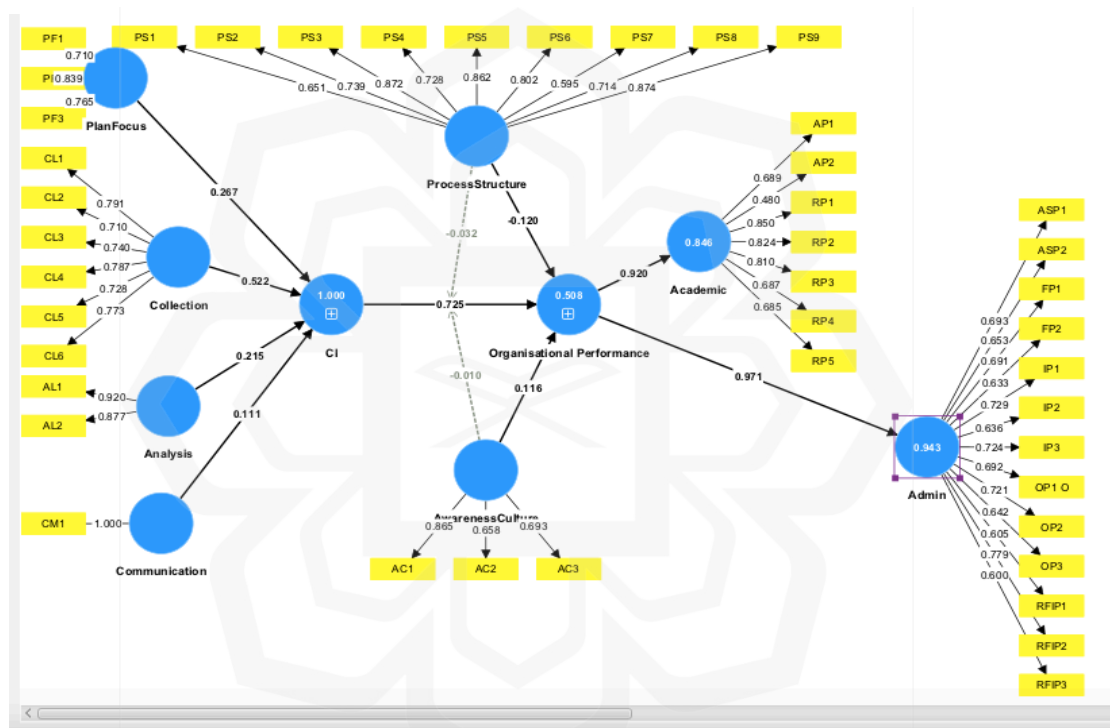 PF1
PS1
PS2
PS3
PS4
PS5
PS6
PS7
PS8
PS9
0.710
0.839
0.765
PF3
PlanFocus
0.651
0.739
0.872
0.728
0.862
0.802
0.595
0.714
0.874
ProcessStructure
CL1
CL2
CL3
CL4
CL5
CL6
0.791
0.710
0.740
0.787
0.728
0.773
Collection
0.267
0.522
0.215
0.111
AL1
AL2
0.920
0.877
Analysis
CM1
1.000
Communication
1.000
CI
-0.032
-0.120
0.725
-0.010
0.116
0.508
Organisational Performance
AwarenessCulture
0.865
0.658
0.693
AC1
AC2
AC3
0.920
0.971
0.846
Academic
AP1
AP2
RP1
RP2
RP3
RP4
RP5
0.689
0.480
0.850
0.824
0.810
0.687
0.685
0.943
Admin
ASP1
ASP2
FP1
FP2
IP1
IP2
IP3
OP1 O
OP2
OP3
RFIP1
RFIP2
RFIP3
0.693
0.653
0.691
0.633
0.729
0.636
0.724
0.692
0.721
0.642
0.605
0.779
0.600